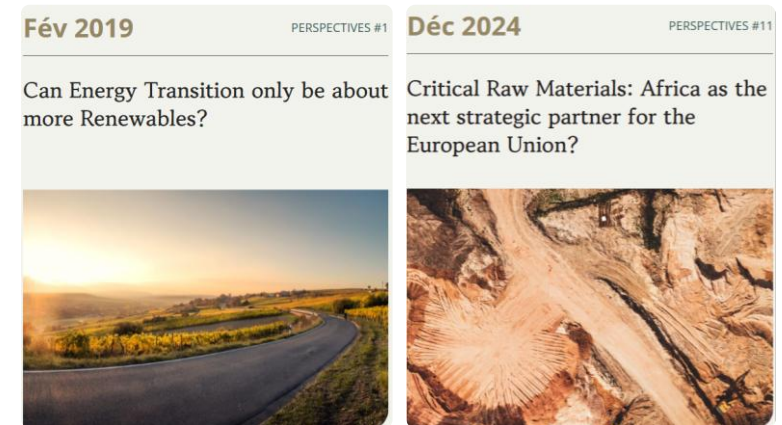 Fév 2019
PERSPECTIVES #1
Can Energy Transition only be about
more Renewables?
Déc 2024
PERSPECTIVES #11
Critical Raw Materials: Africa as the
next strategic partner for the
European Union?